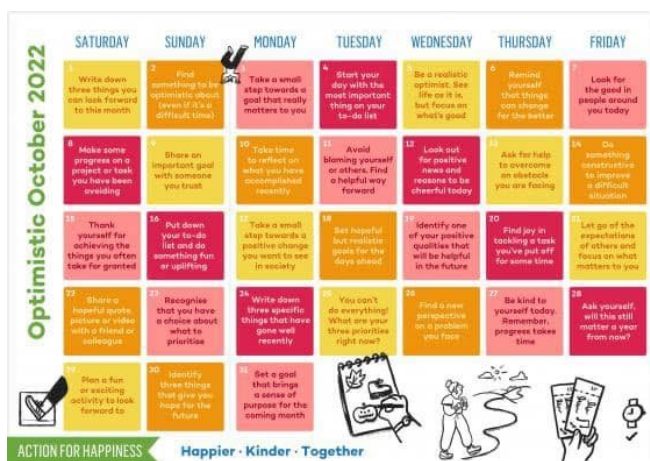 Optimistic October 2022
SATURDAY SUNDAY MONDAY TUESDAY WEDNESDAY THURSDAY FRIDAY
1
Write down
three things you
can look forward
to this month
2
Find
something to be
optimistic about
(even if it's a
difficult time)
Take a small
step towards a
goal that really
matters to you
4
Start your
day with the
most important
thing on your
to-do list
5
Be a realistic
optimist. See
life as it is,
but focus on
what's good
6
Remind
yourself
that things
can change
for the better
7
Look for
the good in
people around
you today
8
Make some
progress on a
project or task
you have been
avoiding
9
Share an
important goal
with someone
you trust
10
Take time
to reflect on
what you have
accomplished
recently
11
Avoid
blaming yourself
or others. Find
a helpful way
forward
12
Look out
for positive
news and
reasons to be
cheerful today
13
Ask for help
to overcome
an obstacle
you are facing
14
Do
something
constructive
to improve
a difficult
situation
15
Thank
yourself for
achieving the
things you often
take for granted
16
Put down
your to-do
list and do
something fun
or uplifting
17
Take a small
step towards a
positive change
you want to see
in society
18
Set hopeful
but realistic
goals for the
days ahead
19
Identify one
of your positive
qualities that
will be helpful
in the future
20
Find joy in
tackling a task
you've put off
for some time
21
Let go of the
expectations
of others and
focus on what
matters to you
22
Share a
hopeful quote,
picture or video
with a friend or
colleague
23
Recognise
that you have
a choice about
what to
prioritise
24
Write down
three specific
things that have
gone well
recently
25
You can't
do everything!
What are your
three priorities
right now?
26
Find a new
perspective
on a problem
you face
27
Be kind to
yourself today.
Remember,
progress takes
time
28
Ask yourself,
will this still
matter a year
from now?
29
Plan a fun
or exciting
activity to look
forward to
30
Identify
three things
that give you
hope for the
future
31
Set a goal
that brings
a sense of
purpose for the
coming month
ACTION FOR HAPPINESS
Happier · Kinder · Together